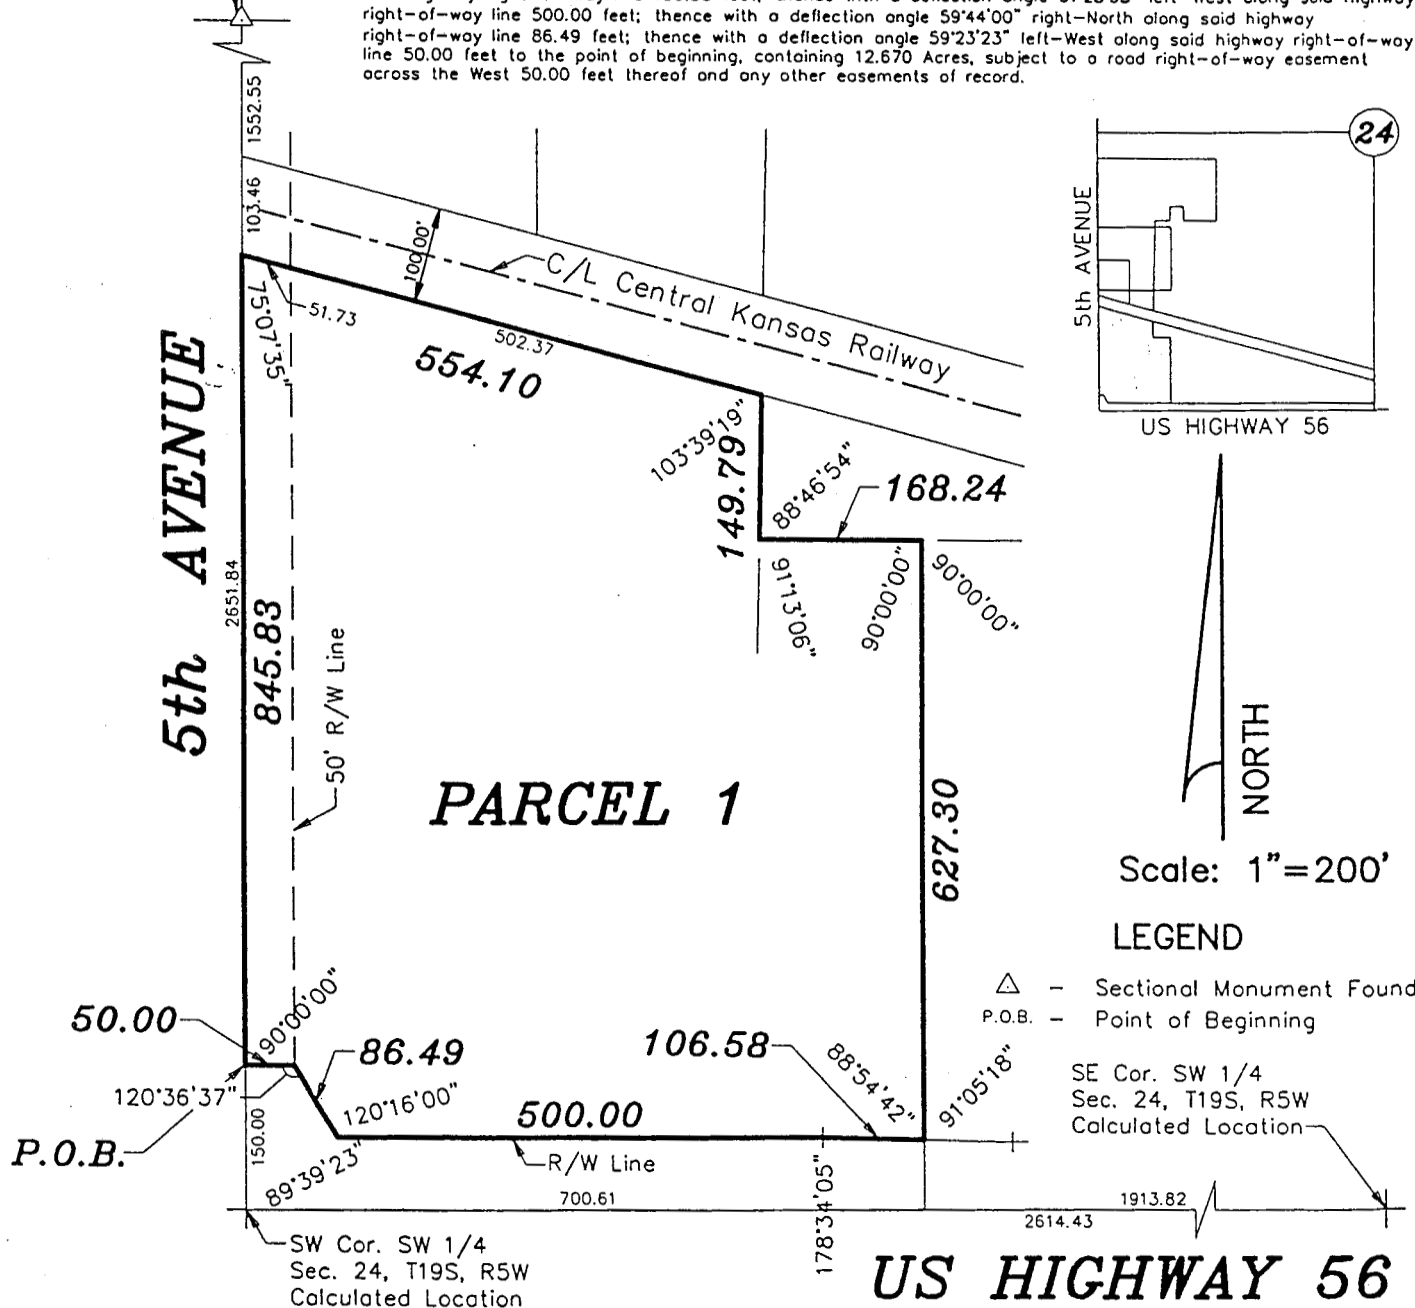 right-of-way line 500.00 feet; thence with a deflection angle 59°44'00" right-North along said highway
right-of-way line 86.49 feet; thence with a deflection angle 59°23'23" left-West along said highway right-of-way
line 50.00 feet to the point of beginning, containing 12.670 Acres, subject to a road right-of-way easement
across the West 50.00 feet thereof and any other easements of record.
1552.55
103.46
100.00'
C/L Central Kansas Railway
75°07'35"
51.73
502.37
554.10
103°39'19"
149.79
88°46'54"
168.24
91°13'06"
90°00'00"
90°00'00"
5th AVENUE
2651.84
845.83
50' R/W Line
PARCEL 1
627.30
50.00
90°00'00"
86.49
120°36'37"
120°16'00"
500.00
106.58
88°54'42"
91°05'18"
P.O.B.
150.00
89°39'23"
R/W Line
700.61
178°34'05"
1913.82
2614.43
SW Cor. SW 1/4
Sec. 24, T19S, R5W
Calculated Location
US HIGHWAY 56
24
5th AVENUE
US HIGHWAY 56
NORTH
Scale: 1"=200'
LEGEND
- Sectional Monument Found
P.O.B. - Point of Beginning
SE Cor. SW 1/4
Sec. 24, T19S, R5W
Calculated Location